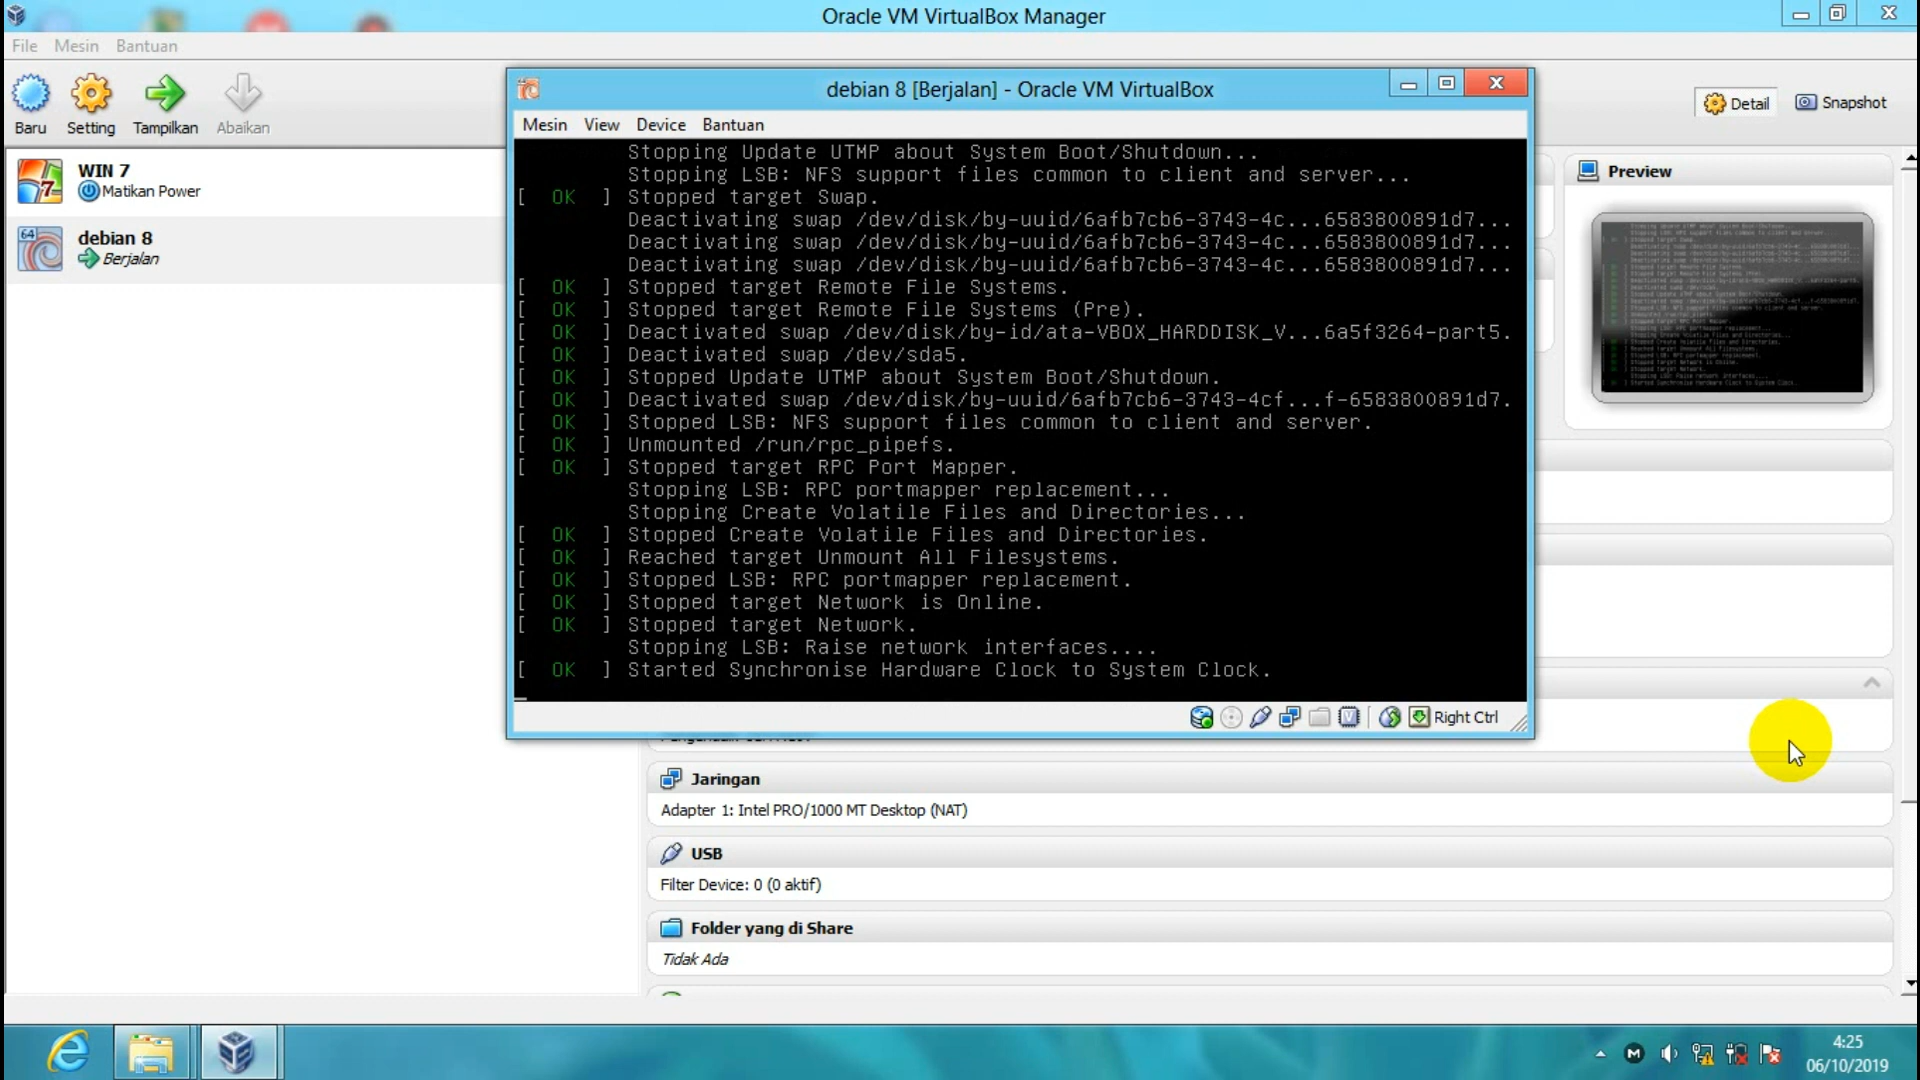 Oracle VM VirtualBox Manager
File Mesin Bantuan
Baru Setting Tampilkan Abaikan
Detail Snapshot
WIN 7
Matikan Power
64
debian 8
Berjalan
debian 8 [Berjalan] - Oracle VM VirtualBox
Mesin View Device Bantuan
Stopping Update UTMP about System Boot/Shutdown...
Stopping LSB: NFS support files common to client and server...
[ OK ] Stopped target Swap.
Deactivating swap /dev/disk/by-uuid/6afb7cb6-3743-4c...6583800891d7...
Deactivating swap /dev/disk/by-uuid/6afb7cb6-3743-4c...6583800891d7...
Deactivating swap /dev/disk/by-uuid/6afb7cb6-3743-4c...6583800891d7...
[ OK ] Stopped target Remote File Systems.
[ OK ] Stopped target Remote File Systems (Pre).
[ OK ] Deactivated swap /dev/disk/by-id/ata-VBOX_HARDDISK_V...6a5f3264-part5.
[ OK ] Deactivated swap /dev/sda5.
[ OK ] Stopped Update UTMP about System Boot/Shutdown.
[ OK ] Deactivated swap /dev/disk/by-uuid/6afb7cb6-3743-4cf...f-6583800891d7.
[ OK ] Stopped LSB: NFS support files common to client and server.
[ OK ] Unmounted /run/rpc_pipefs.
[ OK ] Stopped target RPC Port Mapper.
Stopping LSB: RPC portmapper replacement...
Stopping Create Volatile Files and Directories...
[ OK ] Stopped Create Volatile Files and Directories.
[ OK ] Reached target Unmount All Filesystems.
[ OK ] Stopped LSB: RPC portmapper replacement.
[ OK ] Stopped target Network is Online.
[ OK ] Stopped target Network.
Stopping LSB: Raise network interfaces....
[ OK ] Started Synchronise Hardware Clock to System Clock.
Right Ctrl
Preview
Jaringan
Adapter 1: Intel PRO/1000 MT Desktop (NAT)
USB
Filter Device: 0 (0 aktif)
Folder yang di Share
Tidak Ada
4:25
06/10/2019